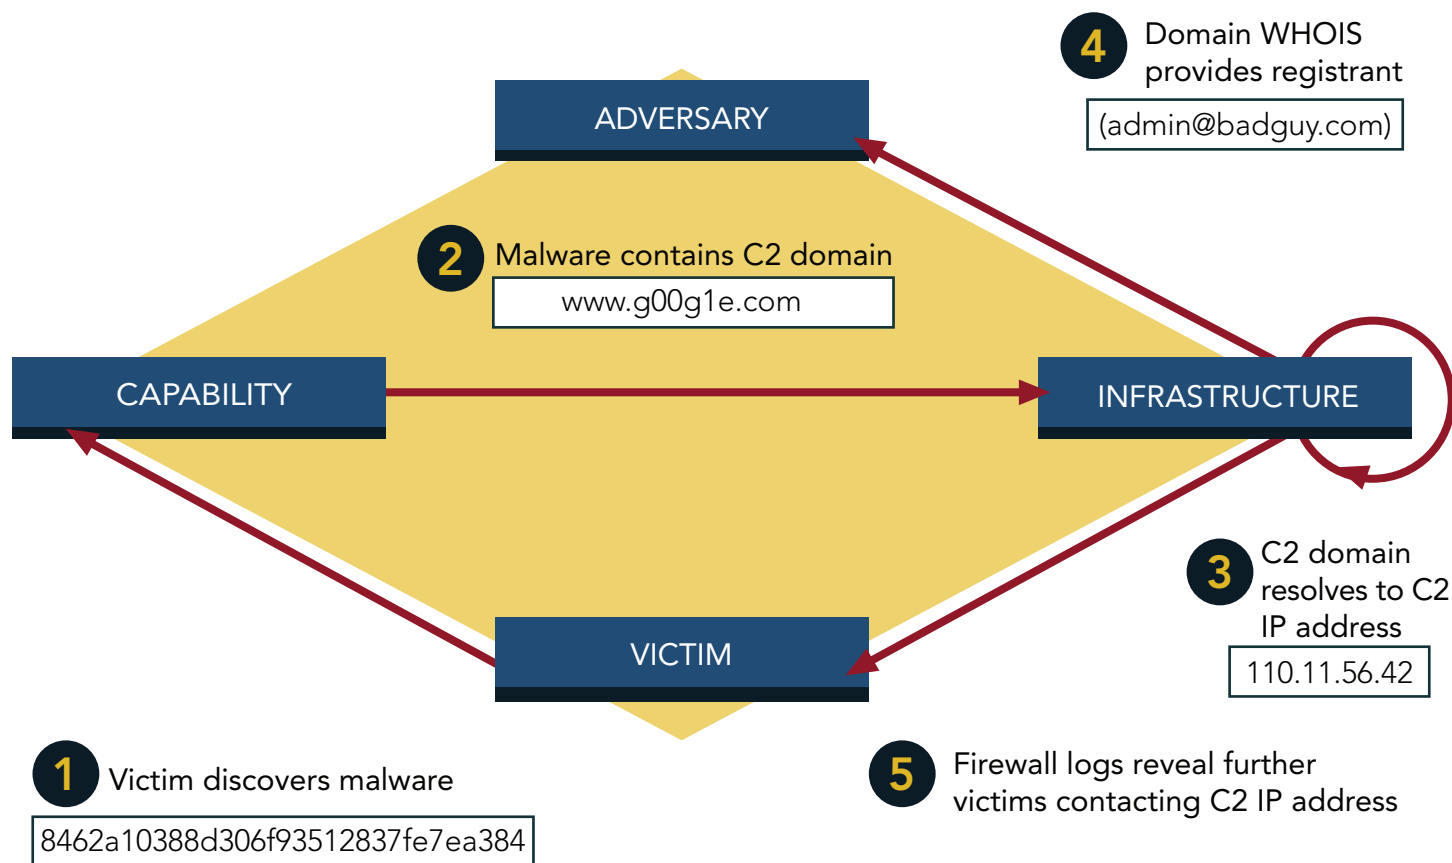 4
Domain WHOIS
provides registrant
(admin@badguy.com)
ADVERSARY
2
Malware contains C2 domain
www.g00g1e.com
CAPABILITY
INFRASTRUCTURE
3
C2 domain
resolves to C2
IP address
110.11.56.42
VICTIM
1
Victim discovers malware
8462a10388d306f93512837fe7ea384
5
Firewall logs reveal further
victims contacting C2 IP address